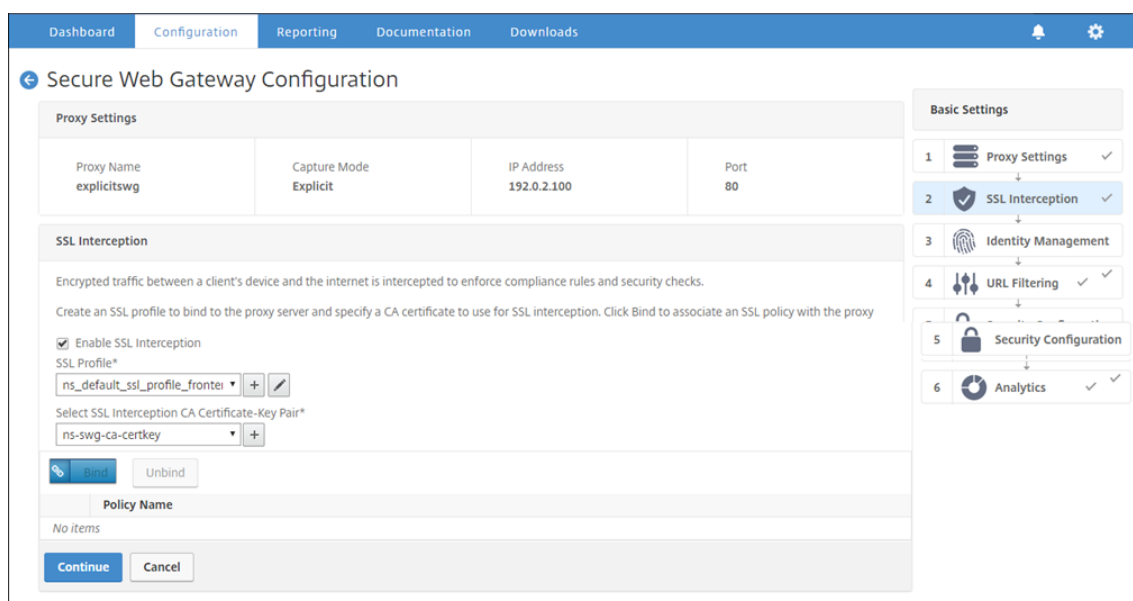 Dashboard Configuration Reporting Documentation Downloads
Secure Web Gateway Configuration
Proxy Settings
Proxy Name Capture Mode IP Address Port
explicitswg Explicit 192.0.2.100 80
SSL Interception
Encrypted traffic between a client's device and the internet is intercepted to enforce compliance rules and security checks.
Create an SSL profile to bind to the proxy server and specify a CA certificate to use for SSL interception. Click Bind to associate an SSL policy with the proxy
Enable SSL Interception
SSL Profile*
ns_default_ssl_profile_fronte
Select SSL Interception CA Certificate-Key Pair*
ns-swg-ca-certkey
Bind Unbind
Policy Name
No items
Continue Cancel
Basic Settings
1 Proxy Settings
2 SSL Interception
3 Identity Management
4 URL Filtering
5 Security Configuration
6 Analytics